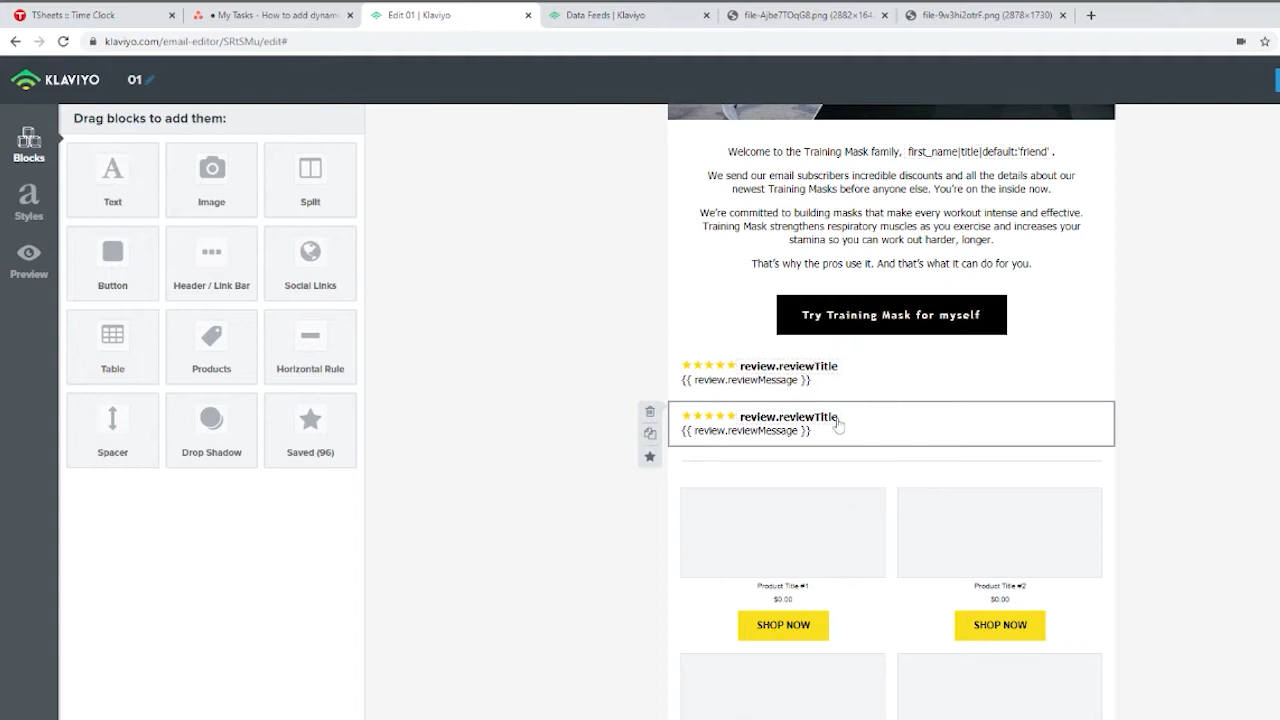 TSheets :: Time Clock
• My Tasks - How to add dynam
Edit 01 | Klaviyo
Data Feeds | Klaviyo
file-Ajbe7TOqG8.png (2882×164
file-9w3hi2otrF.png (2878×1730)
klaviyo.com/email-editor/SRtSMu/edit#
KLAVIYO
01
Blocks
Styles
Preview
Drag blocks to add them:
Text
Image
Split
Button
Header / Link Bar
Social Links
Table
Products
Horizontal Rule
Spacer
Drop Shadow
Saved (96)
Welcome to the Training Mask family, first_name|title|default:'friend' .
We send our email subscribers incredible discounts and all the details about our
newest Training Masks before anyone else. You're on the inside now.
We're committed to building masks that make every workout intense and effective.
Training Mask strengthens respiratory muscles as you exercise and increases your
stamina so you can work out harder, longer.
That's why the pros use it. And that's what it can do for you.
Try Training Mask for myself
★★★★★ review.reviewTitle
{{ review.reviewMessage }}
★★★★★ review.reviewTitle
{{ review.reviewMessage }}
Product Title #1
$0.00
SHOP NOW
Product Title #2
$0.00
SHOP NOW